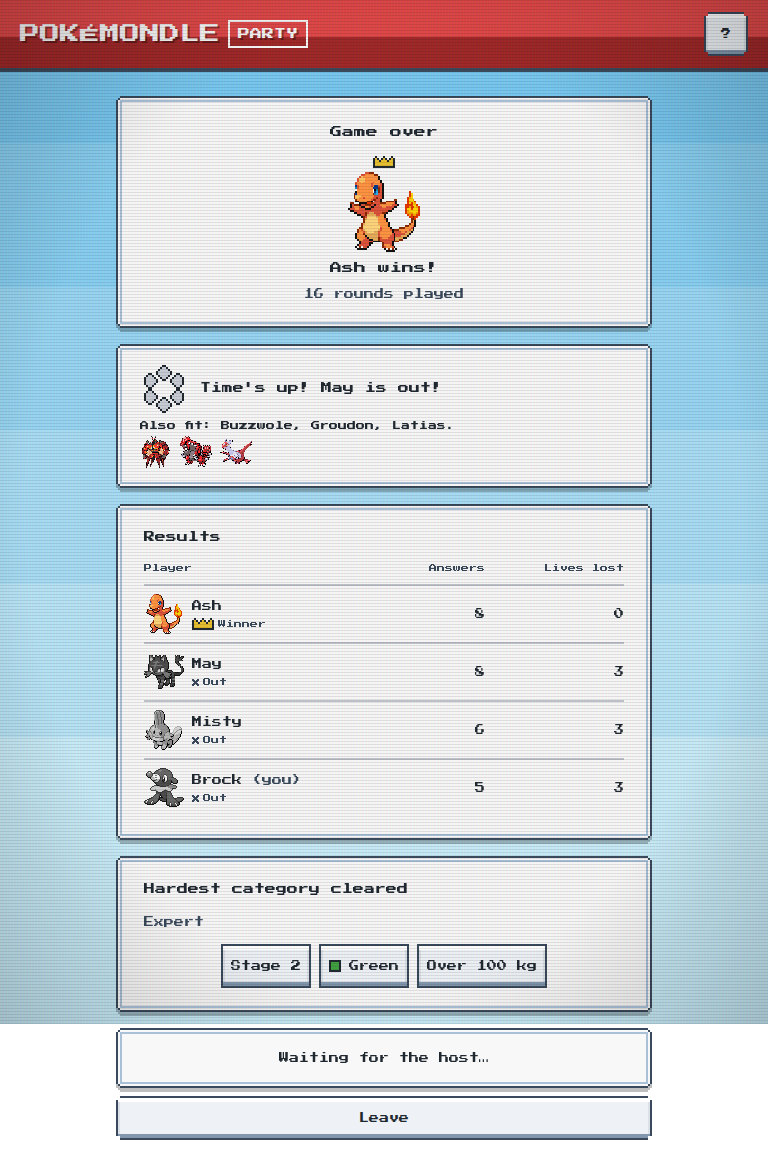 POKéMONDLE PARTY ?
Game over
Ash wins!
16 rounds played
Time's up! May is out!
Also fit: Buzzwole, Groudon, Latias.
Results
Player Answers Lives lost
Ash 8 0
Winner
May 8 3
x Out
Misty 6 3
x Out
Brock (you) 5 3
x Out
Hardest category cleared
Expert
Stage 2 Green Over 100 kg
Waiting for the host…
Leave